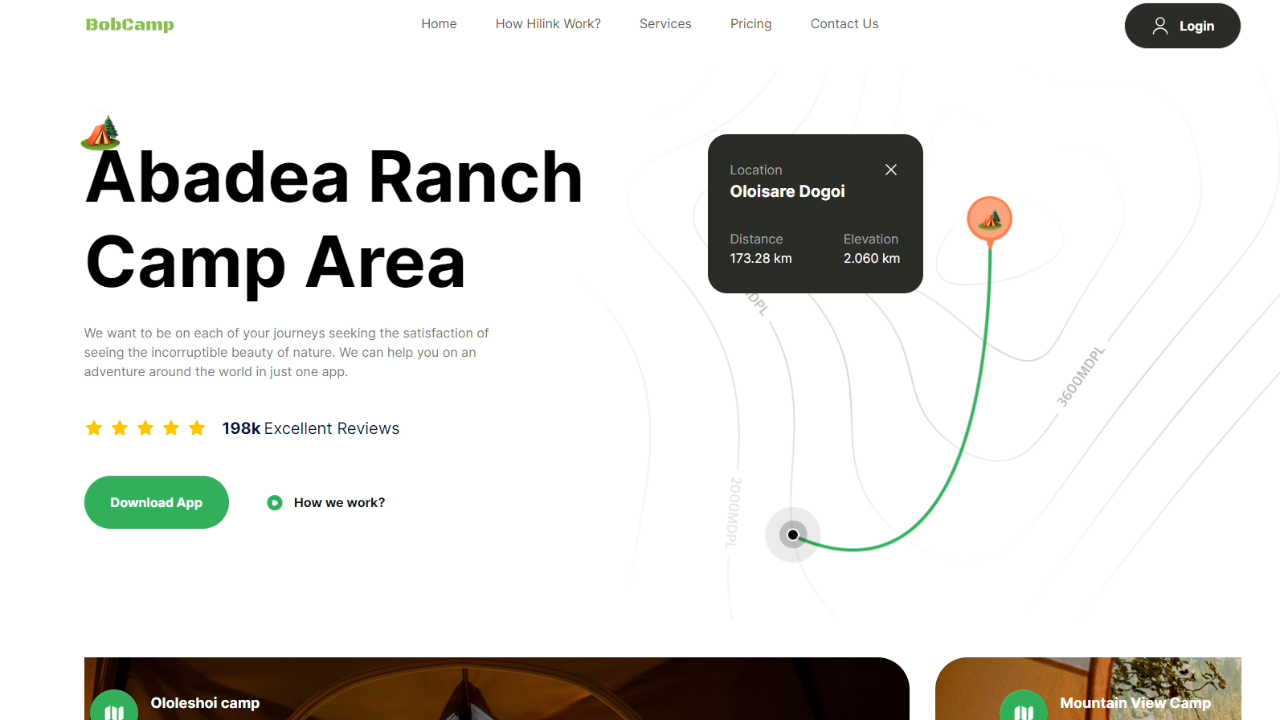 BobCamp
Home
How Hilink Work?
Services
Pricing
Contact Us
Login
Abadea Ranch
Camp Area
We want to be on each of your journeys seeking the satisfaction of
seeing the incorruptible beauty of nature. We can help you on an
adventure around the world in just one app.
198k Excellent Reviews
Download App
How we work?
Location
Oloisare Dogoi
Distance
Elevation
173.28 km
2.060 km
3600MDPL
2000MDPL
Ololeshoi camp
Mountain View Camp